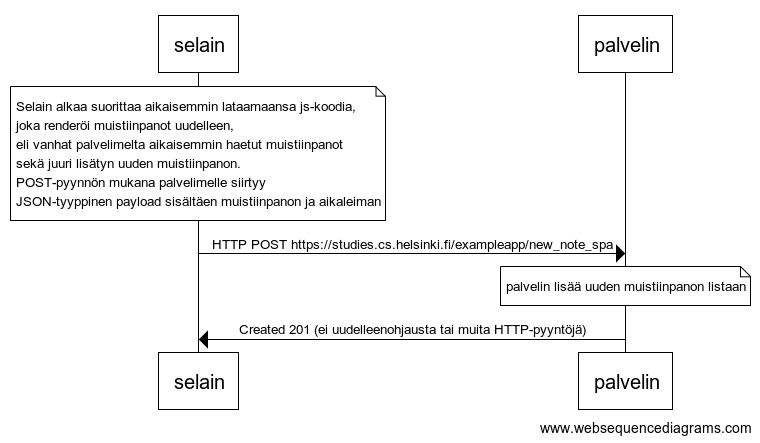 selain
palvelin
Selain alkaa suorittaa aikaisemmin lataamaansa js-koodia,
joka renderöi muistiinpanot uudelleen,
eli vanhat palvelimelta aikaisemmin haetut muistiinpanot
sekä juuri lisätyn uuden muistiinpanon.
POST-pyynnön mukana palvelimelle siirtyy
JSON-tyyppinen payload sisältäen muistiinpanon ja aikaleiman
HTTP POST https://studies.cs.helsinki.fi/exampleapp/new_note_spa
palvelin lisää uuden muistiinpanon listaan
Created 201 (ei uudelleenohjausta tai muita HTTP-pyyntöjä)
selain
palvelin
www.websequencediagrams.com